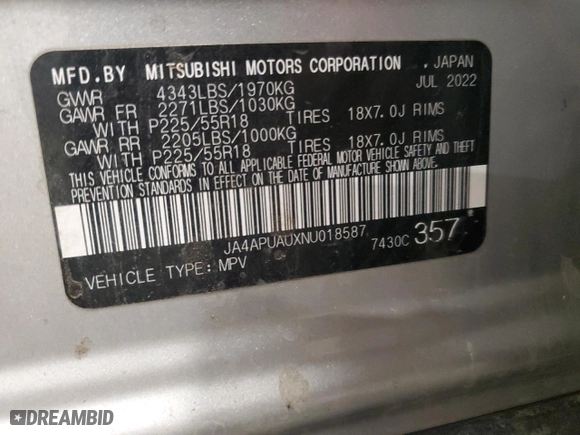 MFD.BY MITSUBISHI MOTORS CORPORATION . JAPAN
GVWR 4343LBS/1970KG JUL 2022
GAWR FR 2271LBS/1030KG
WITH P225/55R18 TIRES 18X7.0J RIMS
GAWR RR 2205LBS/1000KG
WITH P225/55R18 TIRES 18X7.0J RIMS
THIS VEHICLE CONFORMS TO ALL APPLICABLE FEDERAL MOTOR VEHICLE SAFETY AND THEFT
PREVENTION STANDARDS IN EFFECT ON THE DATE OF MANUFACTURE SHOWN ABOVE.
JA4APUAUXNU018587 7430C 357
VEHICLE TYPE: MPV
DREAMBID